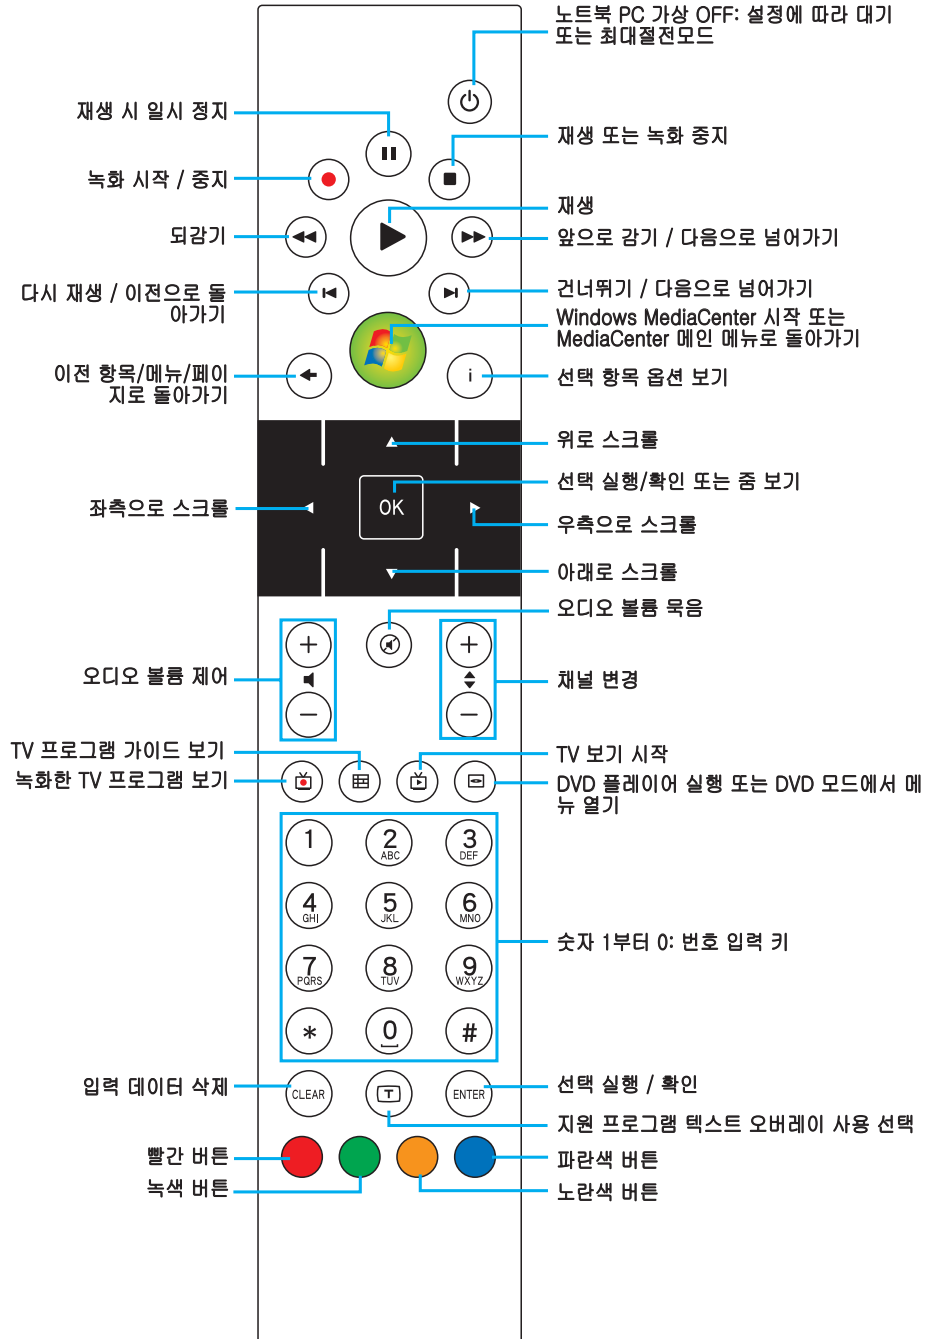 노트북 PC 가상 OFF: 설정에 따라 대기
또는 최대절전모드
재생 시 일시 정지
재생 또는 녹화 중지
녹화 시작 / 중지
재생
되감기
앞으로 감기 / 다음으로 넘어가기
다시 재생 / 이전으로 돌
아가기
건너뛰기 / 다음으로 넘어가기
Windows MediaCenter 시작 또는
MediaCenter 메인 메뉴로 돌아가기
이전 항목/메뉴/페이
지로 돌아가기
i
선택 항목 옵션 보기
위로 스크롤
선택 실행/확인 또는 줌 보기
OK
좌측으로 스크롤
우측으로 스크롤
아래로 스크롤
오디오 볼륨 묵음
+
+
오디오 볼륨 제어
채널 변경
−
−
TV 프로그램 가이드 보기
TV 보기 시작
녹화한 TV 프로그램 보기
DVD 플레이어 실행 또는 DVD 모드에서 메
뉴 열기
1
2
ABC
3
DEF
4
GHI
5
JKL
6
MNO
숫자 1부터 0: 번호 입력 키
7
PQRS
8
TUV
9
WXYZ
*
0
#
입력 데이터 삭제
CLEAR
T
ENTER
선택 실행 / 확인
지원 프로그램 텍스트 오버레이 사용 선택
빨간 버튼
파란색 버튼
녹색 버튼
노란색 버튼